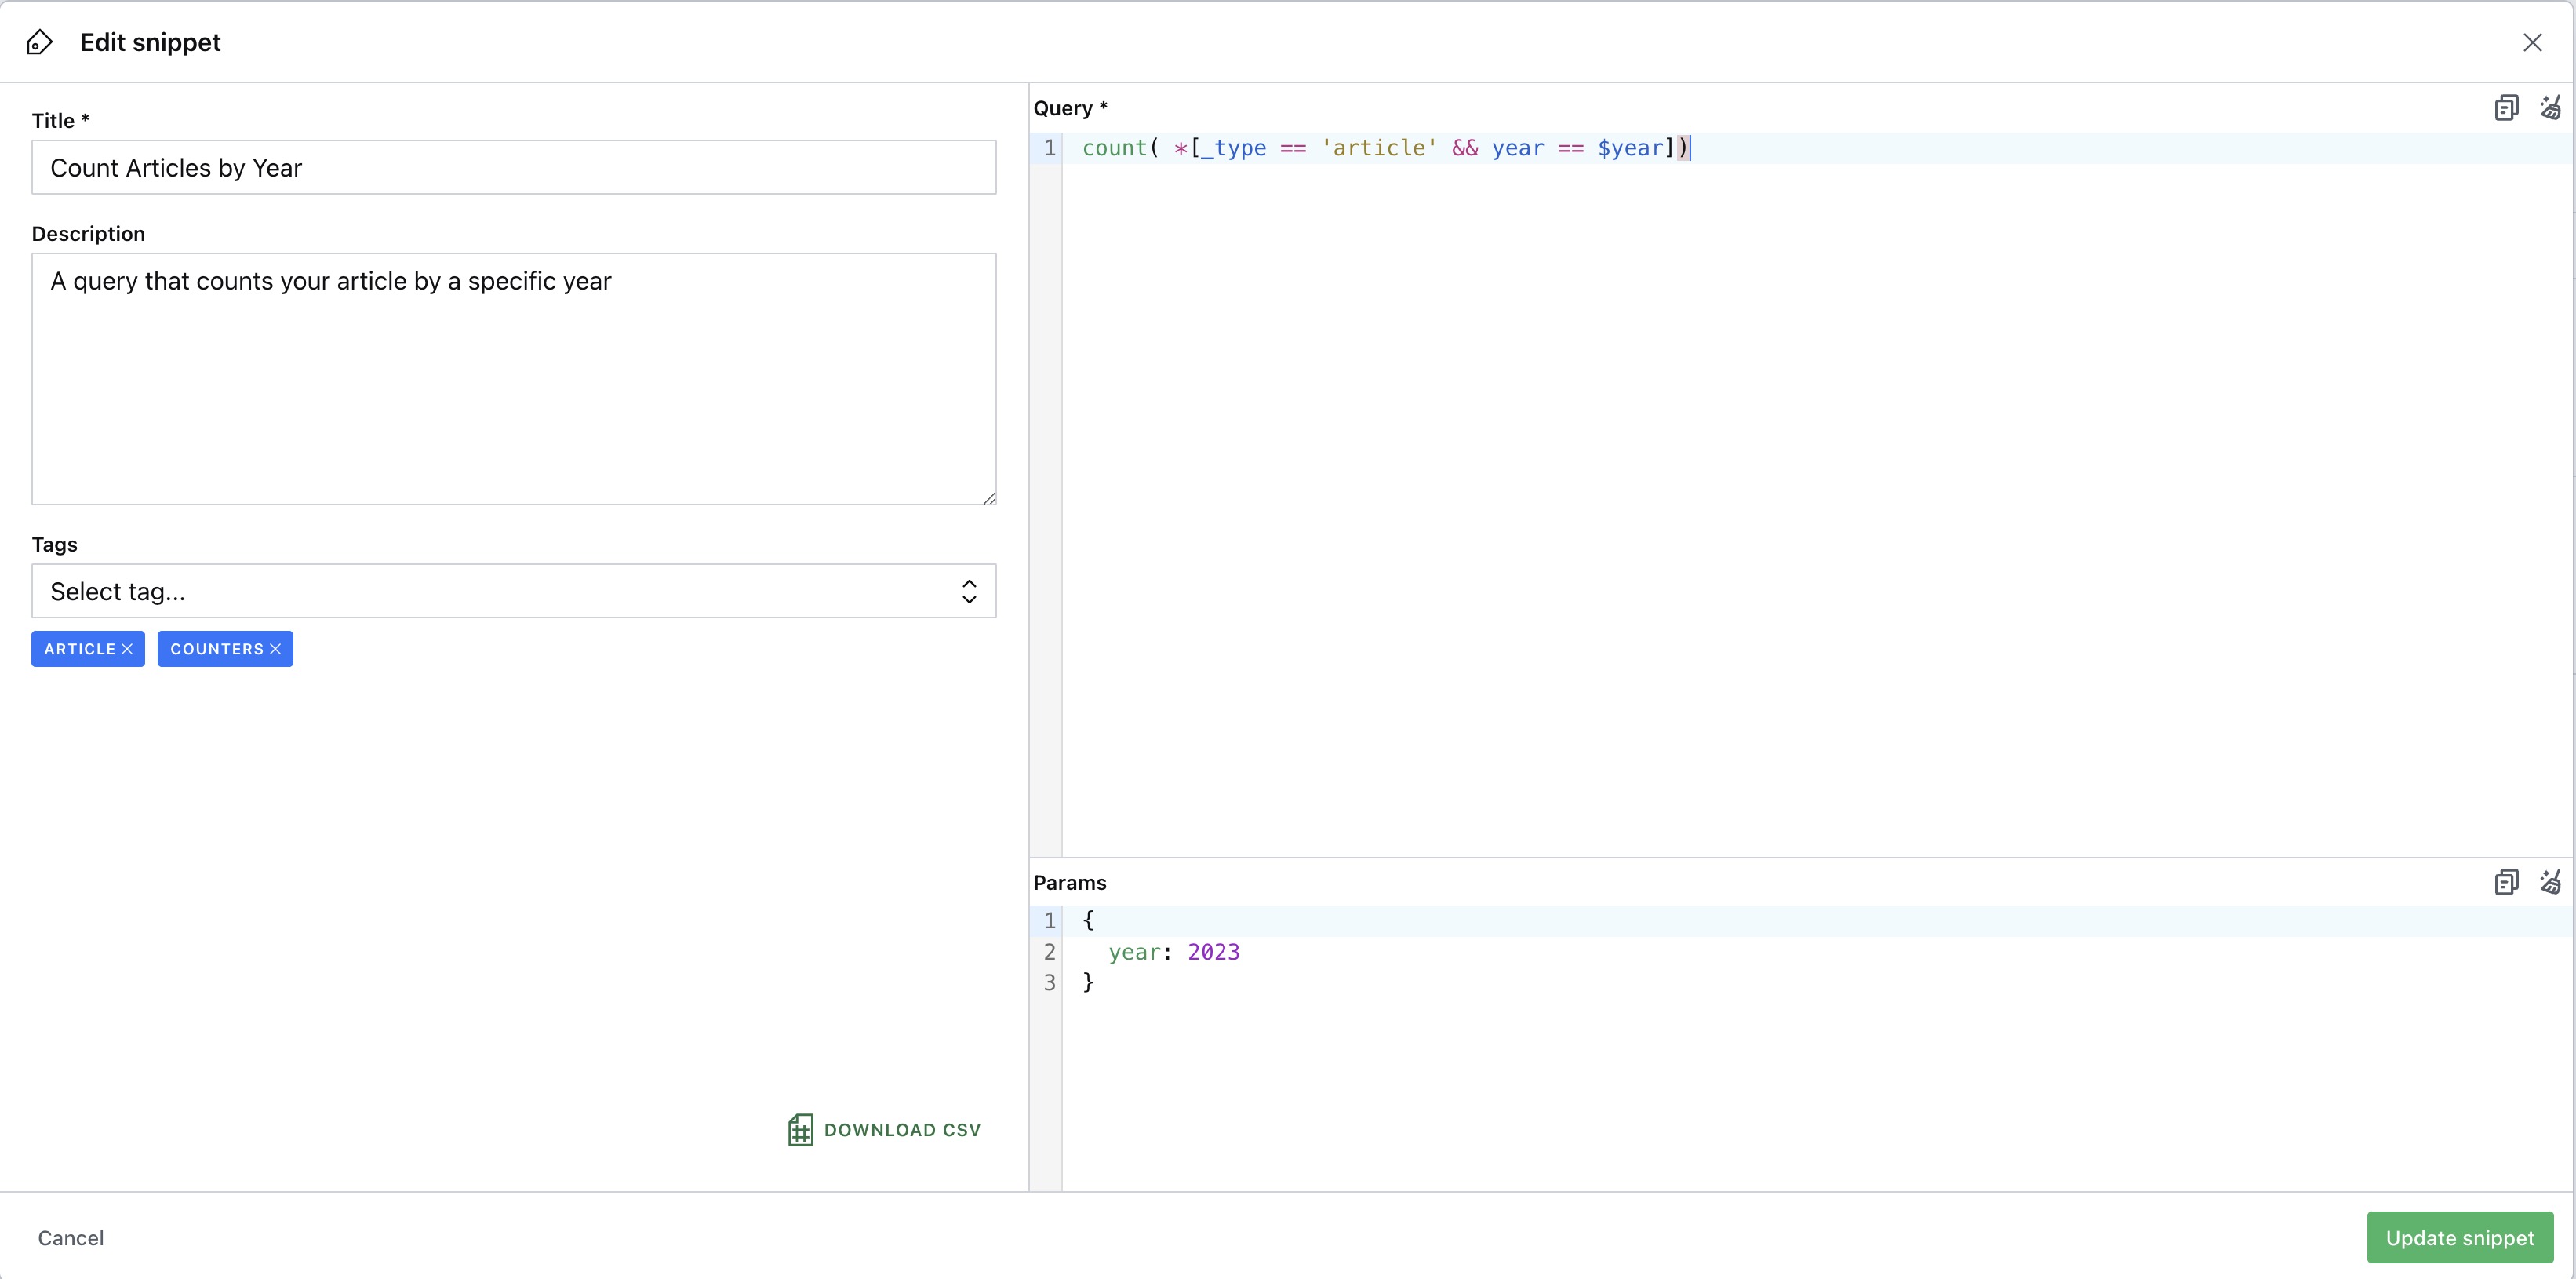 Edit snippet
Title *
Count Articles by Year
Description
A query that counts your article by a specific year
Tags
Select tag...
ARTICLE COUNTERS
DOWNLOAD CSV
Query *
1 count( *[_type == 'article' && year == $year])
Params
1 {
2   year: 2023
3 }
Cancel
Update snippet